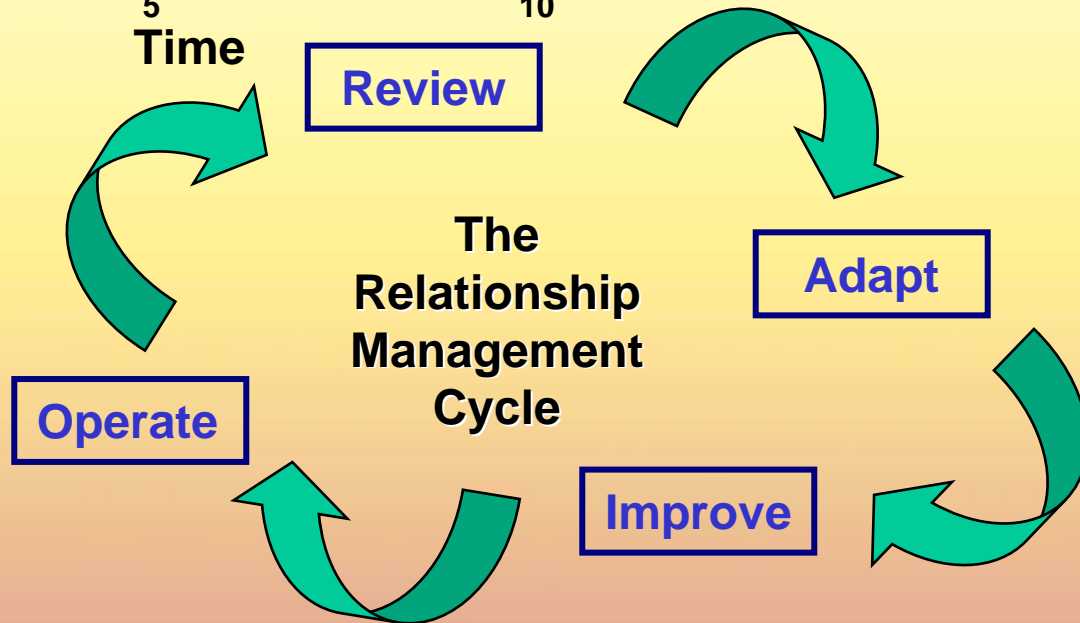 5 10
Time
Review
The
Relationship
Management
Cycle
Adapt
Operate
Improve